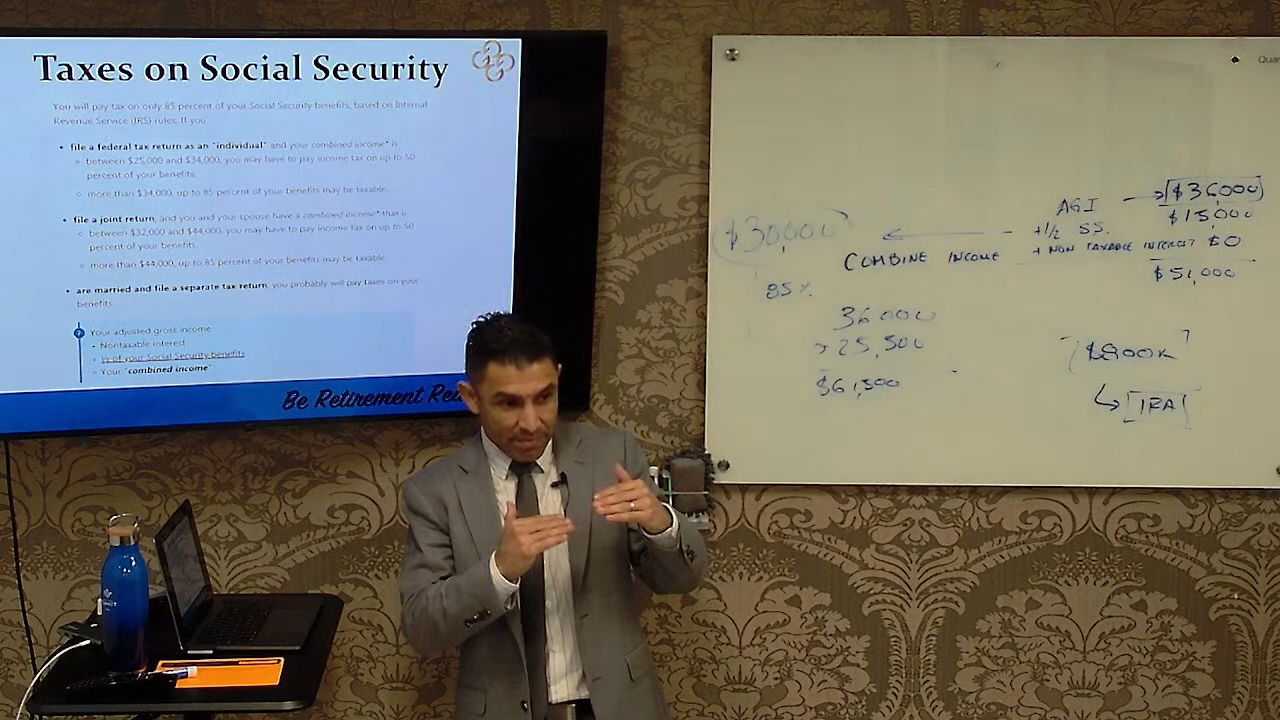 Taxes on Social Security
You will pay tax on only 85 percent of your Social Security benefits, based on Internal
Revenue Service (IRS) rules. If you:
• file a federal tax return as an "individual" and your combined income* is
○ between $25,000 and $34,000, you may have to pay income tax on up to 50
percent of your benefits.
○ more than $34,000, up to 85 percent of your benefits may be taxable.
• file a joint return, and you and your spouse have a combined income* that is
○ between $32,000 and $44,000, you may have to pay income tax on up to 50
percent of your benefits.
○ more than $44,000, up to 85 percent of your benefits may be taxable.
• are married and file a separate tax return, you probably will pay taxes on your
benefits.
Your adjusted gross income
+ Nontaxable interest
+ ½ of your Social Security benefits
= Your "combined income"
Be Retirement
$30,000
85%
COMBINE INCOME
AGI → $36,000
+1/2 SS. $15,000
+ NON TAXABLE INTEREST $0
$51,000
36000
25,500
$61,500
$900K
IRA